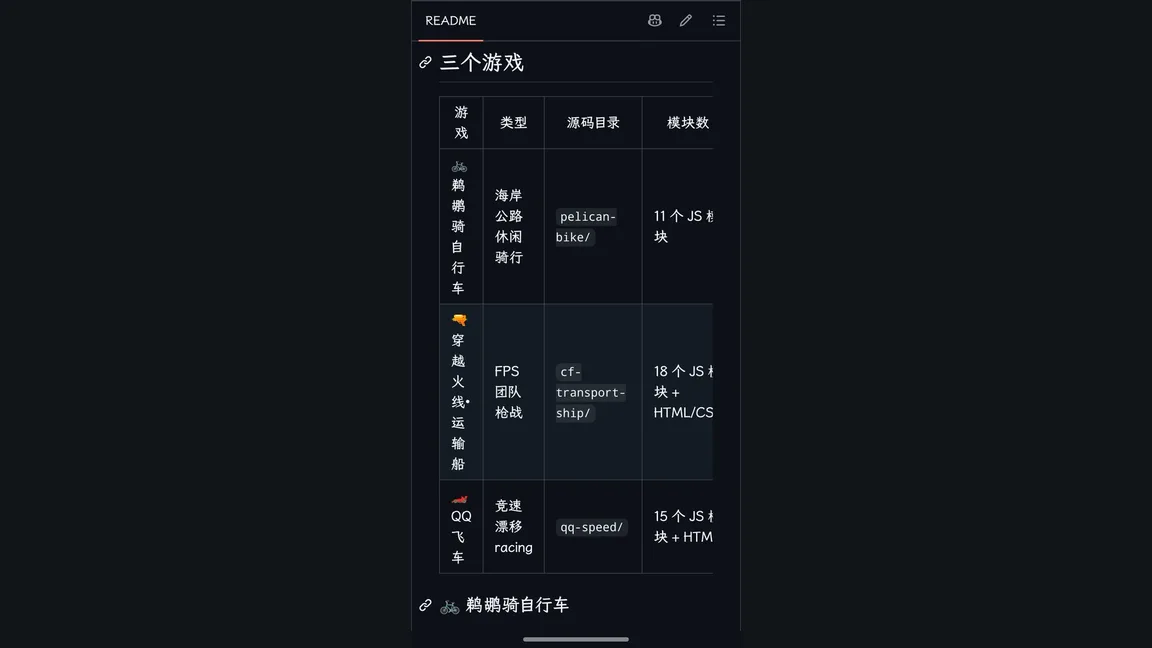 README
三个游戏
游戏
类型
源码目录
模块数
鹈鹕骑自行车
海岸
公路
休闲
骑行
pelican-
bike/
11 个 JS 模
块
穿越火线·运输船
FPS
团队
枪战
cf-
transport-
ship/
18 个 JS 模
块 +
HTML/CS
QQ
飞
车
竞速
漂移
racing
qq-speed/
15 个 JS 模
块 + HTM
鹈鹕骑自行车